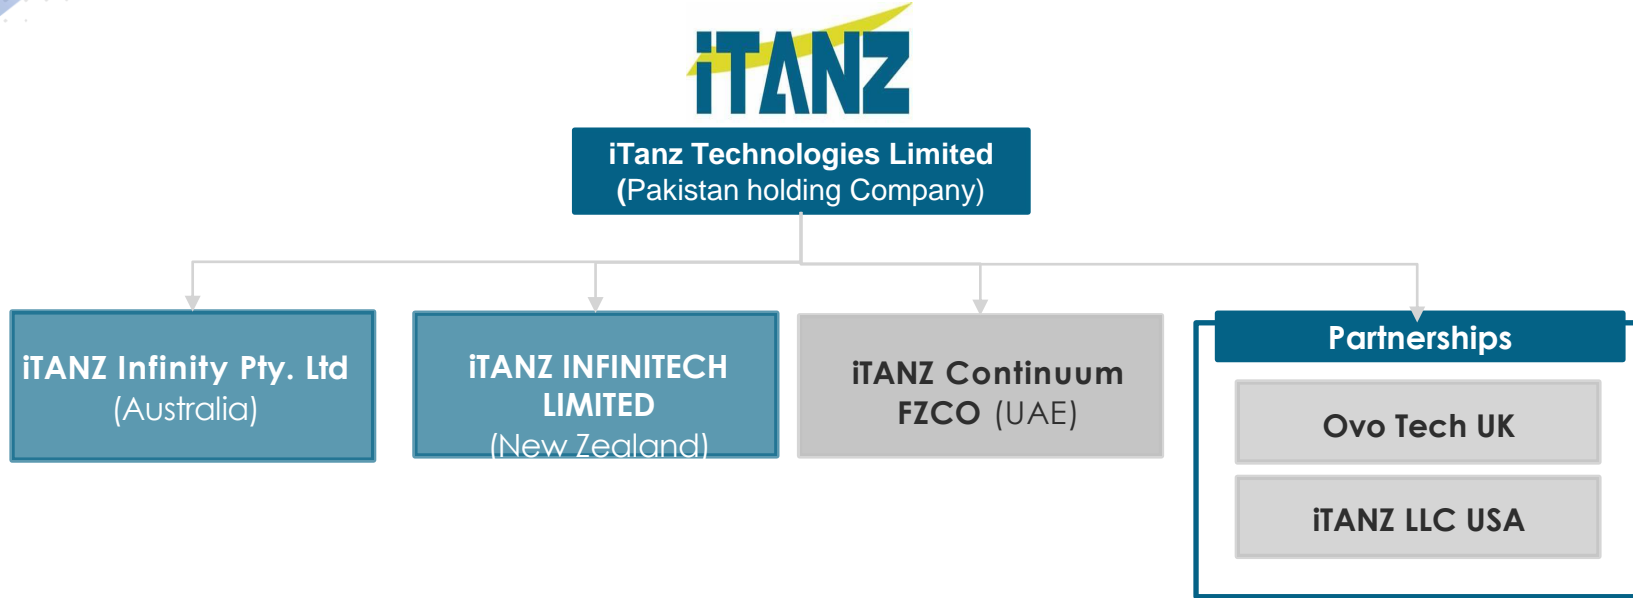 iTANZ
iTanz Technologies Limited
(Pakistan holding Company)
iTANZ Infinity Pty. Ltd
(Australia)
iTANZ INFINITECH
LIMITED
(New Zealand)
iTANZ Continuum
FZCO (UAE)
Partnerships
Ovo Tech UK
iTANZ LLC USA